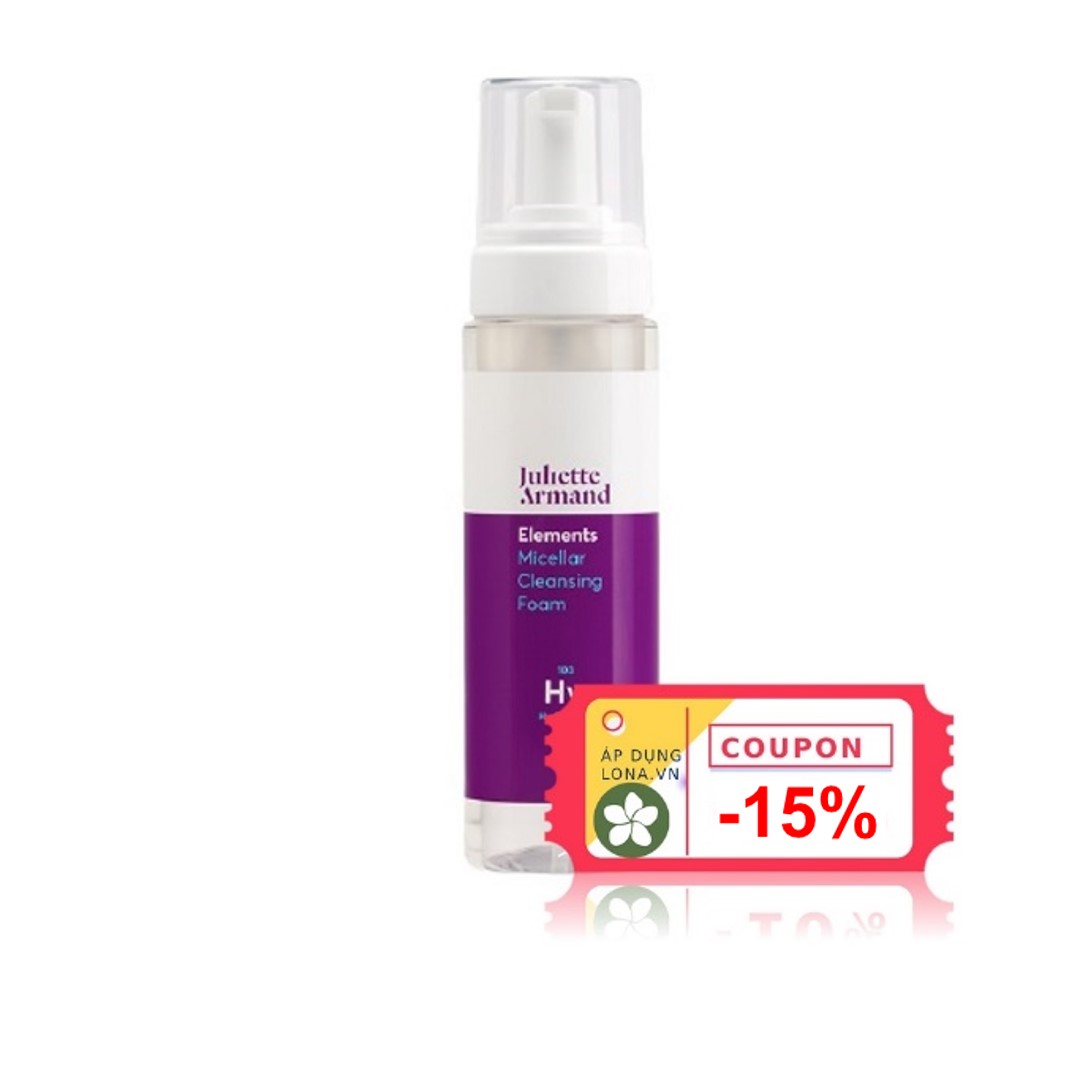 Juliette
Armand
Elements
Micellar
Cleansing
Foam
ÁP DỤNG
LONA.VN
COUPON
-15%